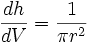 dh/dV = 1/πr²